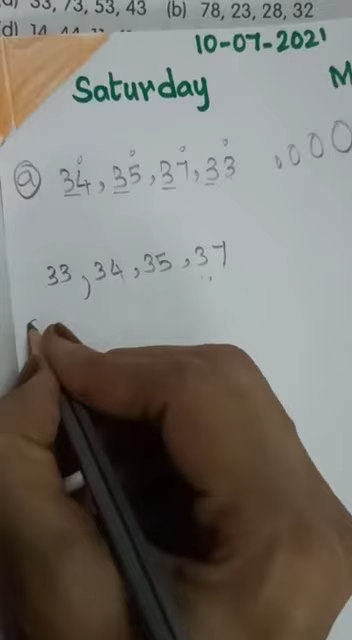 33, 73, 53, 43 (b) 78, 23, 28, 32
10-07-2021
Saturday M
(a) 34, 35, 37, 33
33, 34, 35, 37